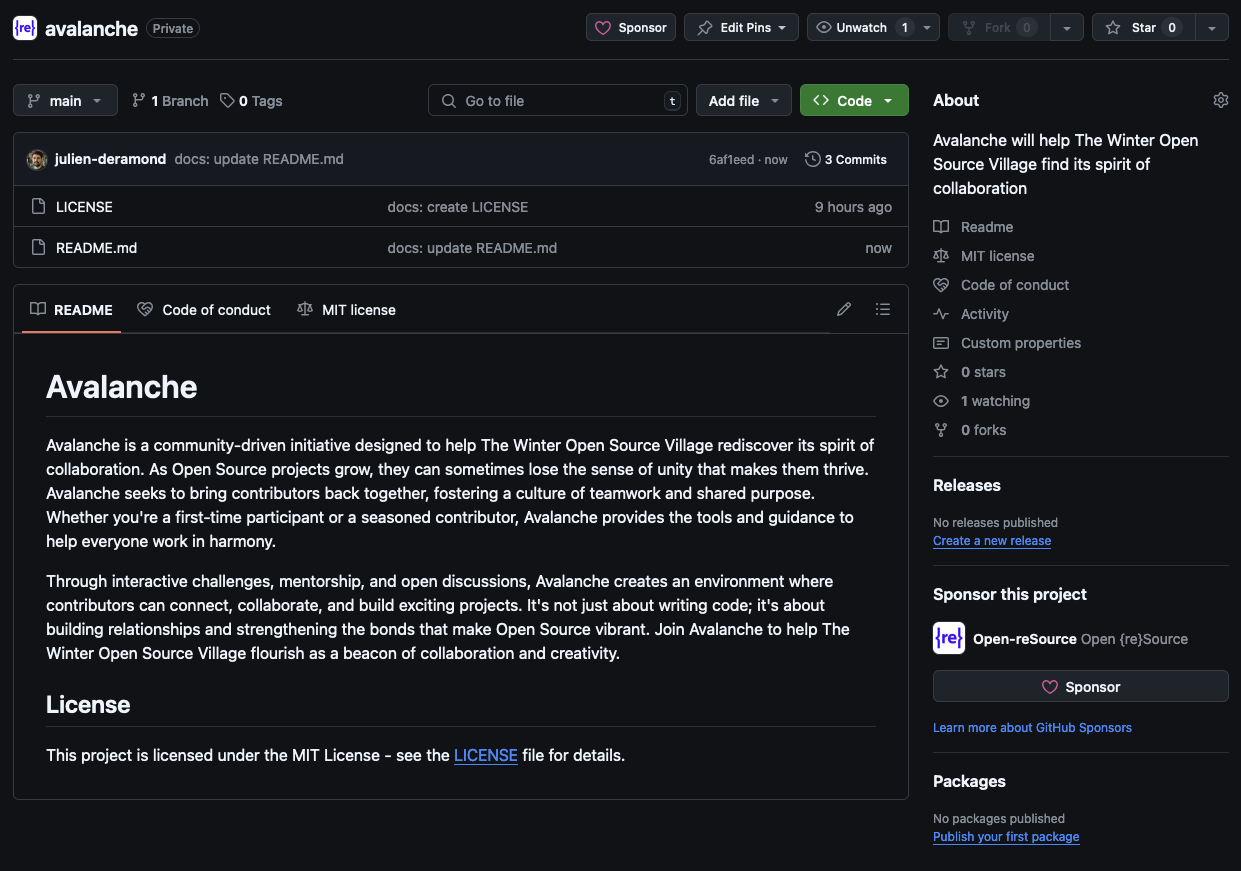 {re} avalanche Private
Sponsor Edit Pins Unwatch 1 Fork 0 Star 0
main 1 Branch 0 Tags Go to file t Add file Code
julien-deramond docs: update README.md 6af1eed · now 3 Commits
LICENSE docs: create LICENSE 9 hours ago
README.md docs: update README.md now
README Code of conduct MIT license
Avalanche
Avalanche is a community-driven initiative designed to help The Winter Open Source Village rediscover its spirit of
collaboration. As Open Source projects grow, they can sometimes lose the sense of unity that makes them thrive.
Avalanche seeks to bring contributors back together, fostering a culture of teamwork and shared purpose.
Whether you're a first-time participant or a seasoned contributor, Avalanche provides the tools and guidance to
help everyone work in harmony.
Through interactive challenges, mentorship, and open discussions, Avalanche creates an environment where
contributors can connect, collaborate, and build exciting projects. It's not just about writing code; it's about
building relationships and strengthening the bonds that make Open Source vibrant. Join Avalanche to help The
Winter Open Source Village flourish as a beacon of collaboration and creativity.
License
This project is licensed under the MIT License - see the LICENSE file for details.
About
Avalanche will help The Winter Open
Source Village find its spirit of
collaboration
Readme
MIT license
Code of conduct
Activity
Custom properties
0 stars
1 watching
0 forks
Releases
No releases published
Create a new release
Sponsor this project
{re} Open-reSource Open {re}Source
Sponsor
Learn more about GitHub Sponsors
Packages
No packages published
Publish your first package